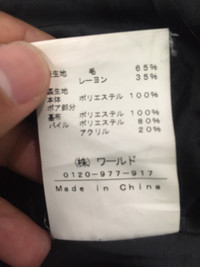 表生地 毛 65%
レーヨン 35%
裏生地
本体 ポリエステル 100%
ボア部分
基布 ポリエステル 100%
パイル ポリエステル 80%
アクリル 20%
(株) ワールド
0120-977-917
Made in China